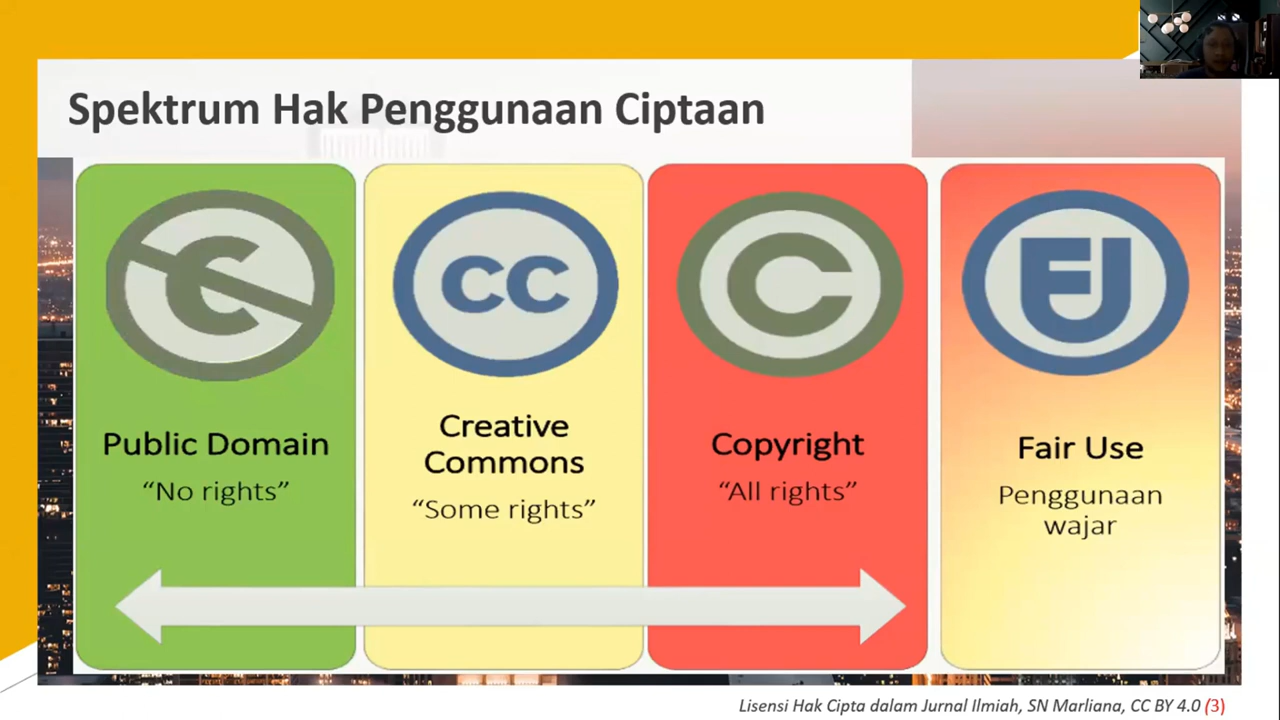 Spektrum Hak Penggunaan Ciptaan
Public Domain
“No rights”
CC
Creative
Commons
“Some rights”
C
Copyright
“All rights”
Fair Use
Penggunaan
wajar
Lisensi Hak Cipta dalam Jurnal Ilmiah, SN Marliana, CC BY 4.0 (3)